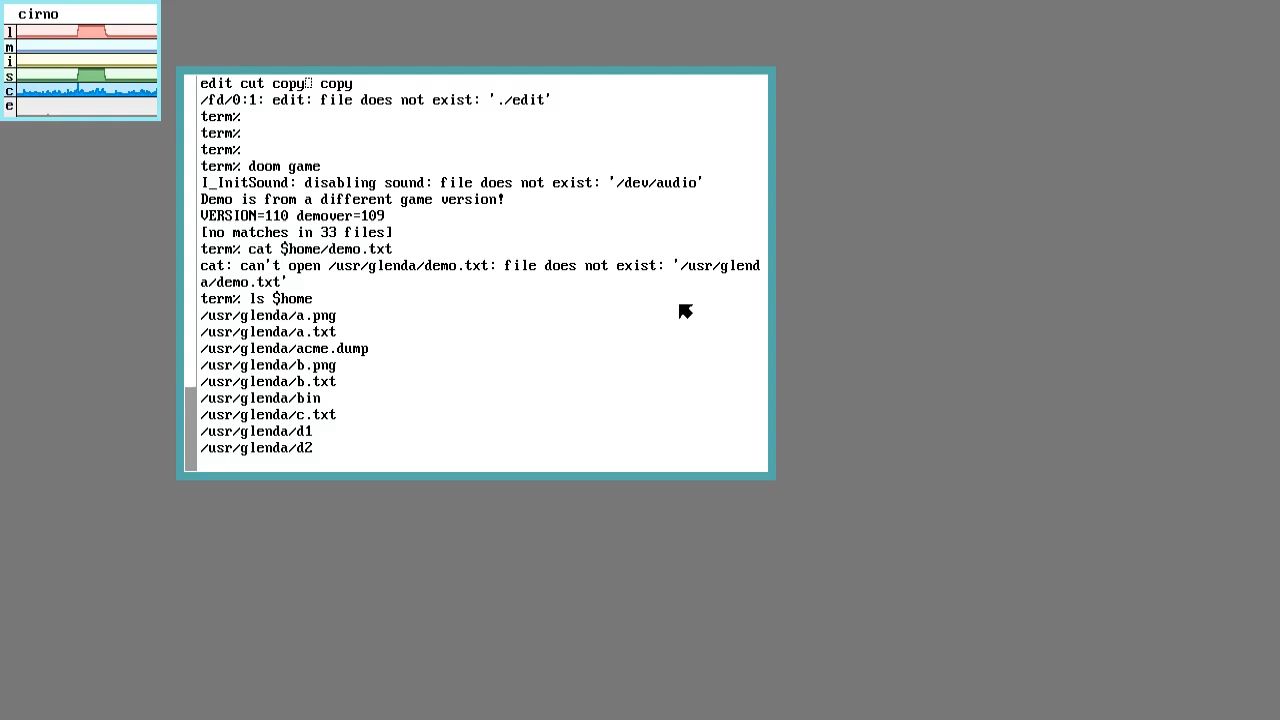 cirno
l
m
i
s
c
e
edit cut copy copy
/fd/0:1: edit: file does not exist: './edit'
term%
term%
term%
term% doom game
I_InitSound: disabling sound: file does not exist: '/dev/audio'
Demo is from a different game version!
VERSION=110 demover=109
[no matches in 33 files]
term% cat $home/demo.txt
cat: can't open /usr/glenda/demo.txt: file does not exist: '/usr/glend
a/demo.txt'
term% ls $home
/usr/glenda/a.png
/usr/glenda/a.txt
/usr/glenda/acme.dump
/usr/glenda/b.png
/usr/glenda/b.txt
/usr/glenda/bin
/usr/glenda/c.txt
/usr/glenda/d1
/usr/glenda/d2